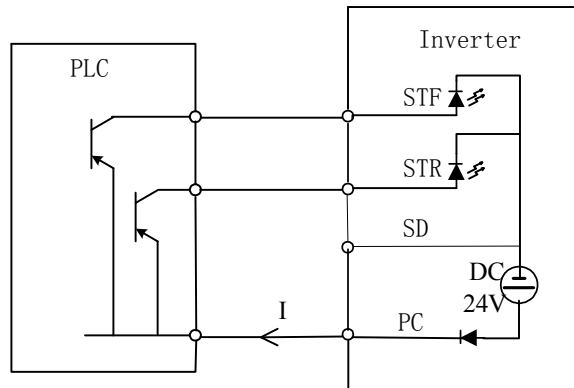 Inverter
PLC
STF
STR
SD
DC
24V
I
PC